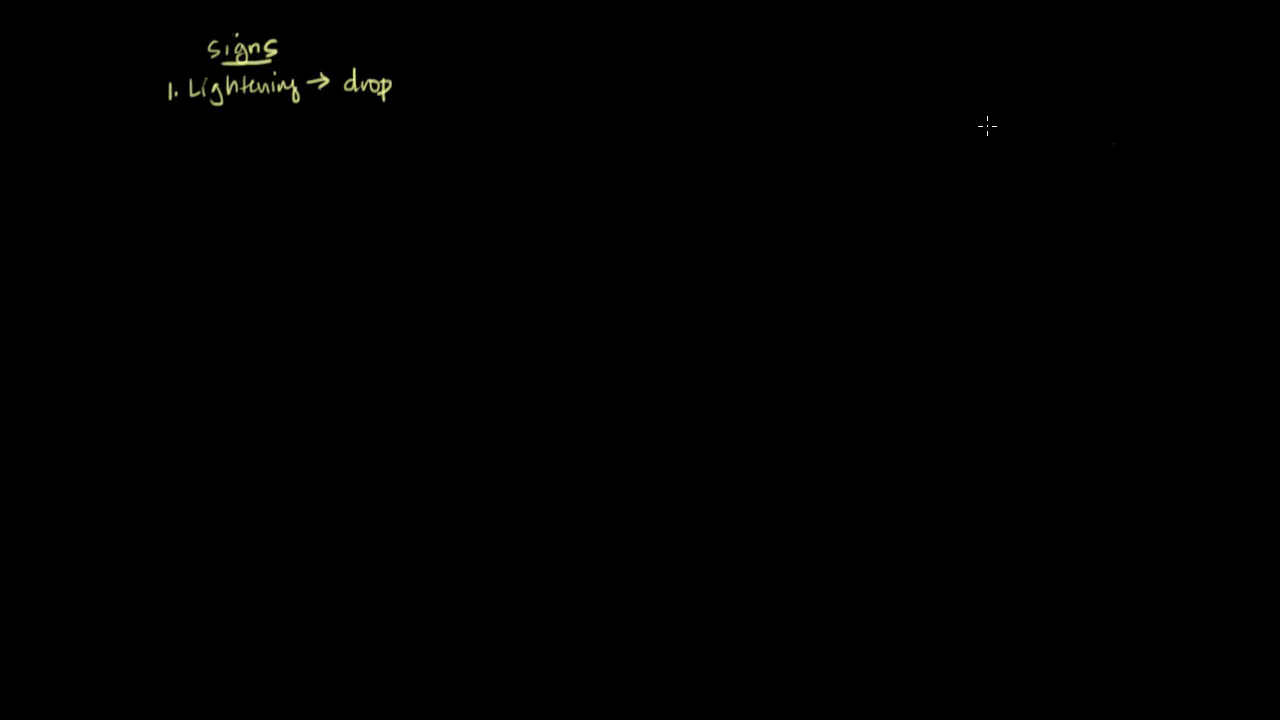 signs
1. Lightening → drop